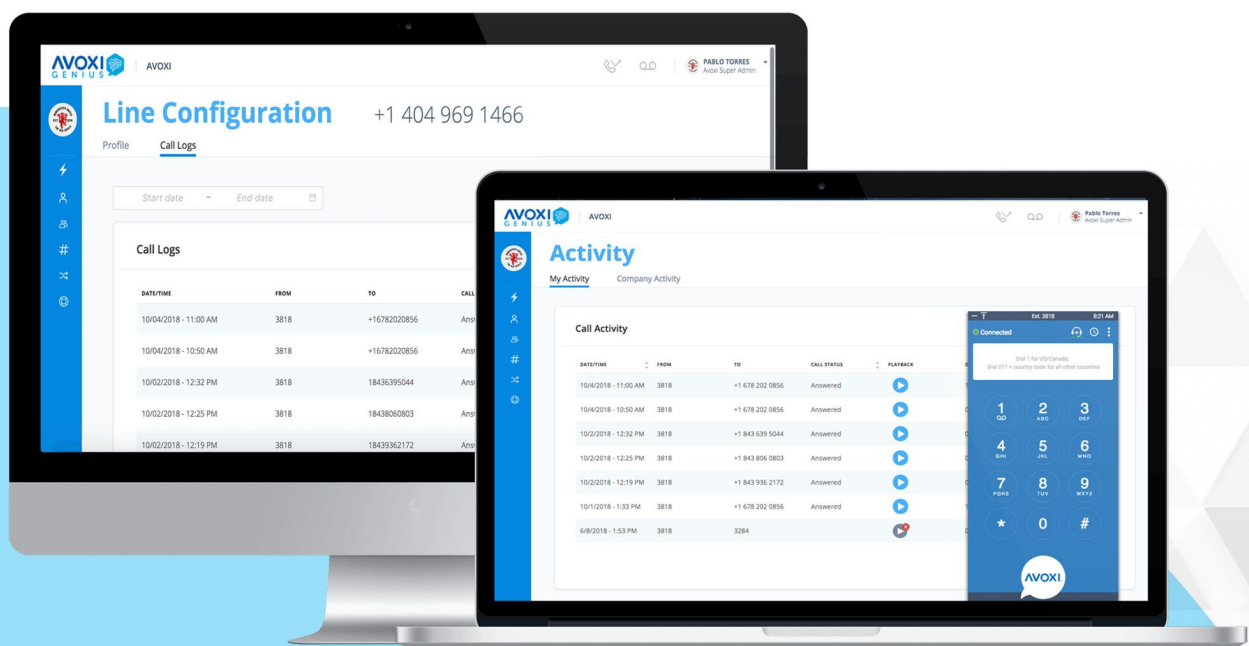 AVOXI
GENIUS
AVOXI
PABLO TORRES
Avoxi Super Admin
Line Configuration +1 404 969 1466
Profile Call Logs
Start date ~ End date
Call Logs
DATE/TIME FROM TO CALL
10/04/2018 - 11:00 AM 3818 +16782020856 Ans
10/04/2018 - 10:50 AM 3818 +16782020856 Ans
10/02/2018 - 12:32 PM 3818 18436395044 Ans
10/02/2018 - 12:25 PM 3818 18438060803 Ans
10/02/2018 - 12:19 PM 3818 18439362172 Ans
AVOXI
GENIUS
AVOXI
Pablo Torres
Avoxi Super Admin
Activity
My Activity Company Activity
Call Activity
DATE/TIME FROM TO CALL STATUS PLAYBACK D
10/4/2018 - 11:00 AM 3818 +1 678 202 0856 Answered
10/4/2018 - 10:50 AM 3818 +1 678 202 0856 Answered
10/2/2018 - 12:32 PM 3818 +1 843 639 5044 Answered
10/2/2018 - 12:25 PM 3818 +1 843 806 0803 Answered
10/2/2018 - 12:19 PM 3818 +1 843 936 2172 Answered
10/1/2018 - 1:33 PM 3818 +1 678 202 0856 Answered
6/8/2018 - 1:53 PM 3818 3284
Ext. 3818 8:21 AM
Connected
Dial 1 for US/Canada,
Dial 011 + country code for all other countries
1 2 3
ABC DEF
4 5 6
GHI JKL MNO
7 8 9
PQRS TUV WXYZ
* 0 #
AVOXI